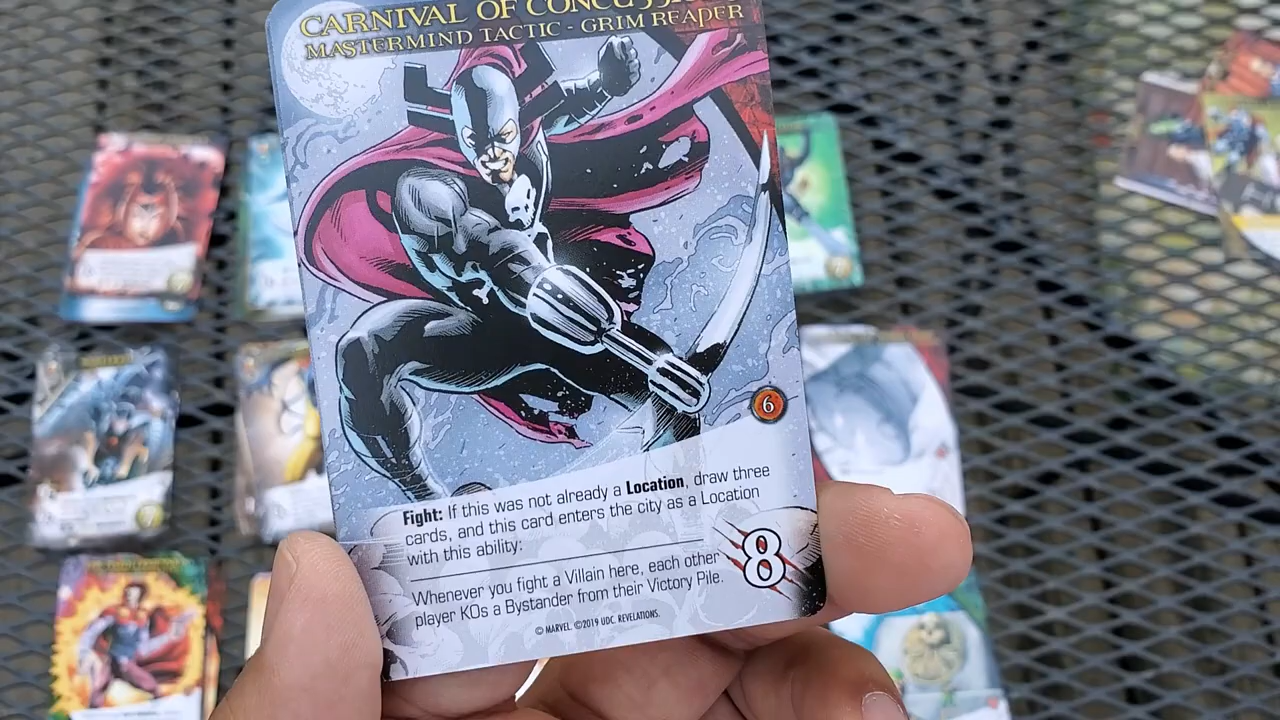 CARNIVAL OF
MASTERMIND TACTIC - GRIM REAPER
6
Fight: If this was not already a Location, draw three
cards, and this card enters the city as a Location
with this ability:
8
Whenever you fight a Villain here, each other
player KOs a Bystander from their Victory Pile.
© MARVEL. ©2019 UDC. REVELATIONS.